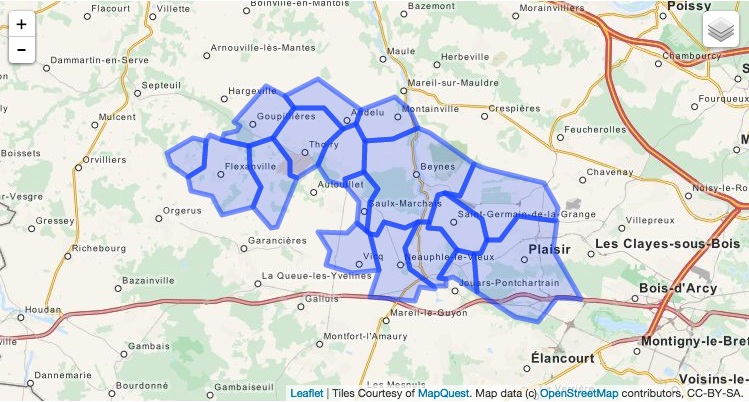 Flacourt
Villette
Boinville-en-Mantois
Bazemont
Morainvilliers
Poissy
+
-
Arnouville-lès-Mantes
Maule
Herbeville
Chambourcy
Dammartin-en-Serve
Septeuil
Hargeville
Mareil-sur-Mauldre
Fourqueux
Mulcent
Goupillières
Andelu
Montainville
Crespières
Feucherolles
Boissets
Orvilliers
Thoiry
Flexanville
Beynes
Chavenay
Noisy-le-Ro
ur-Vesgre
Autouillet
Orgerus
Saulx-Marchais
Saint-Germain-de-la-Grange
Villepreux
Gressey
Garancières
Richebourg
Plaisir
Les Clayes-sous-Bois
Vicq
Neauphle-le-Vieux
Bazainville
La Queue-les-Yvelines
Jouars-Pontchartrain
Bois-d'Arcy
Houdan
Galluis
Mareil-le-Guyon
Gambais
Montfort-l'Amaury
Montigny-le-Bret
Élancourt
Dannemarie
Bourdonné
Gambaiseuil
Les Mesnuls
Voisins-le-
Leaflet | Tiles Courtesy of MapQuest. Map data (c) OpenStreetMap contributors, CC-BY-SA.